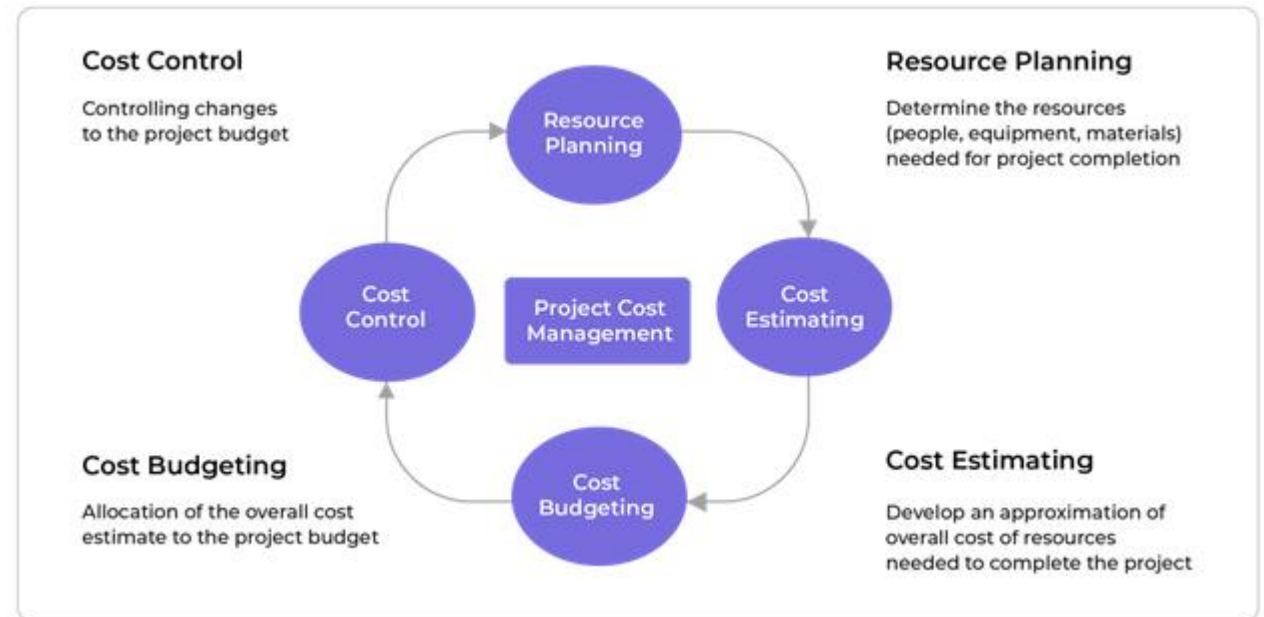 Cost Control
Controlling changes
to the project budget
Resource Planning
Determine the resources
(people, equipment, materials)
needed for project completion
Resource
Planning
Cost
Control
Project Cost
Management
Cost
Estimating
Cost
Budgeting
Cost Budgeting
Allocation of the overall cost
estimate to the project budget
Cost Estimating
Develop an approximation of
overall cost of resources
needed to complete the project